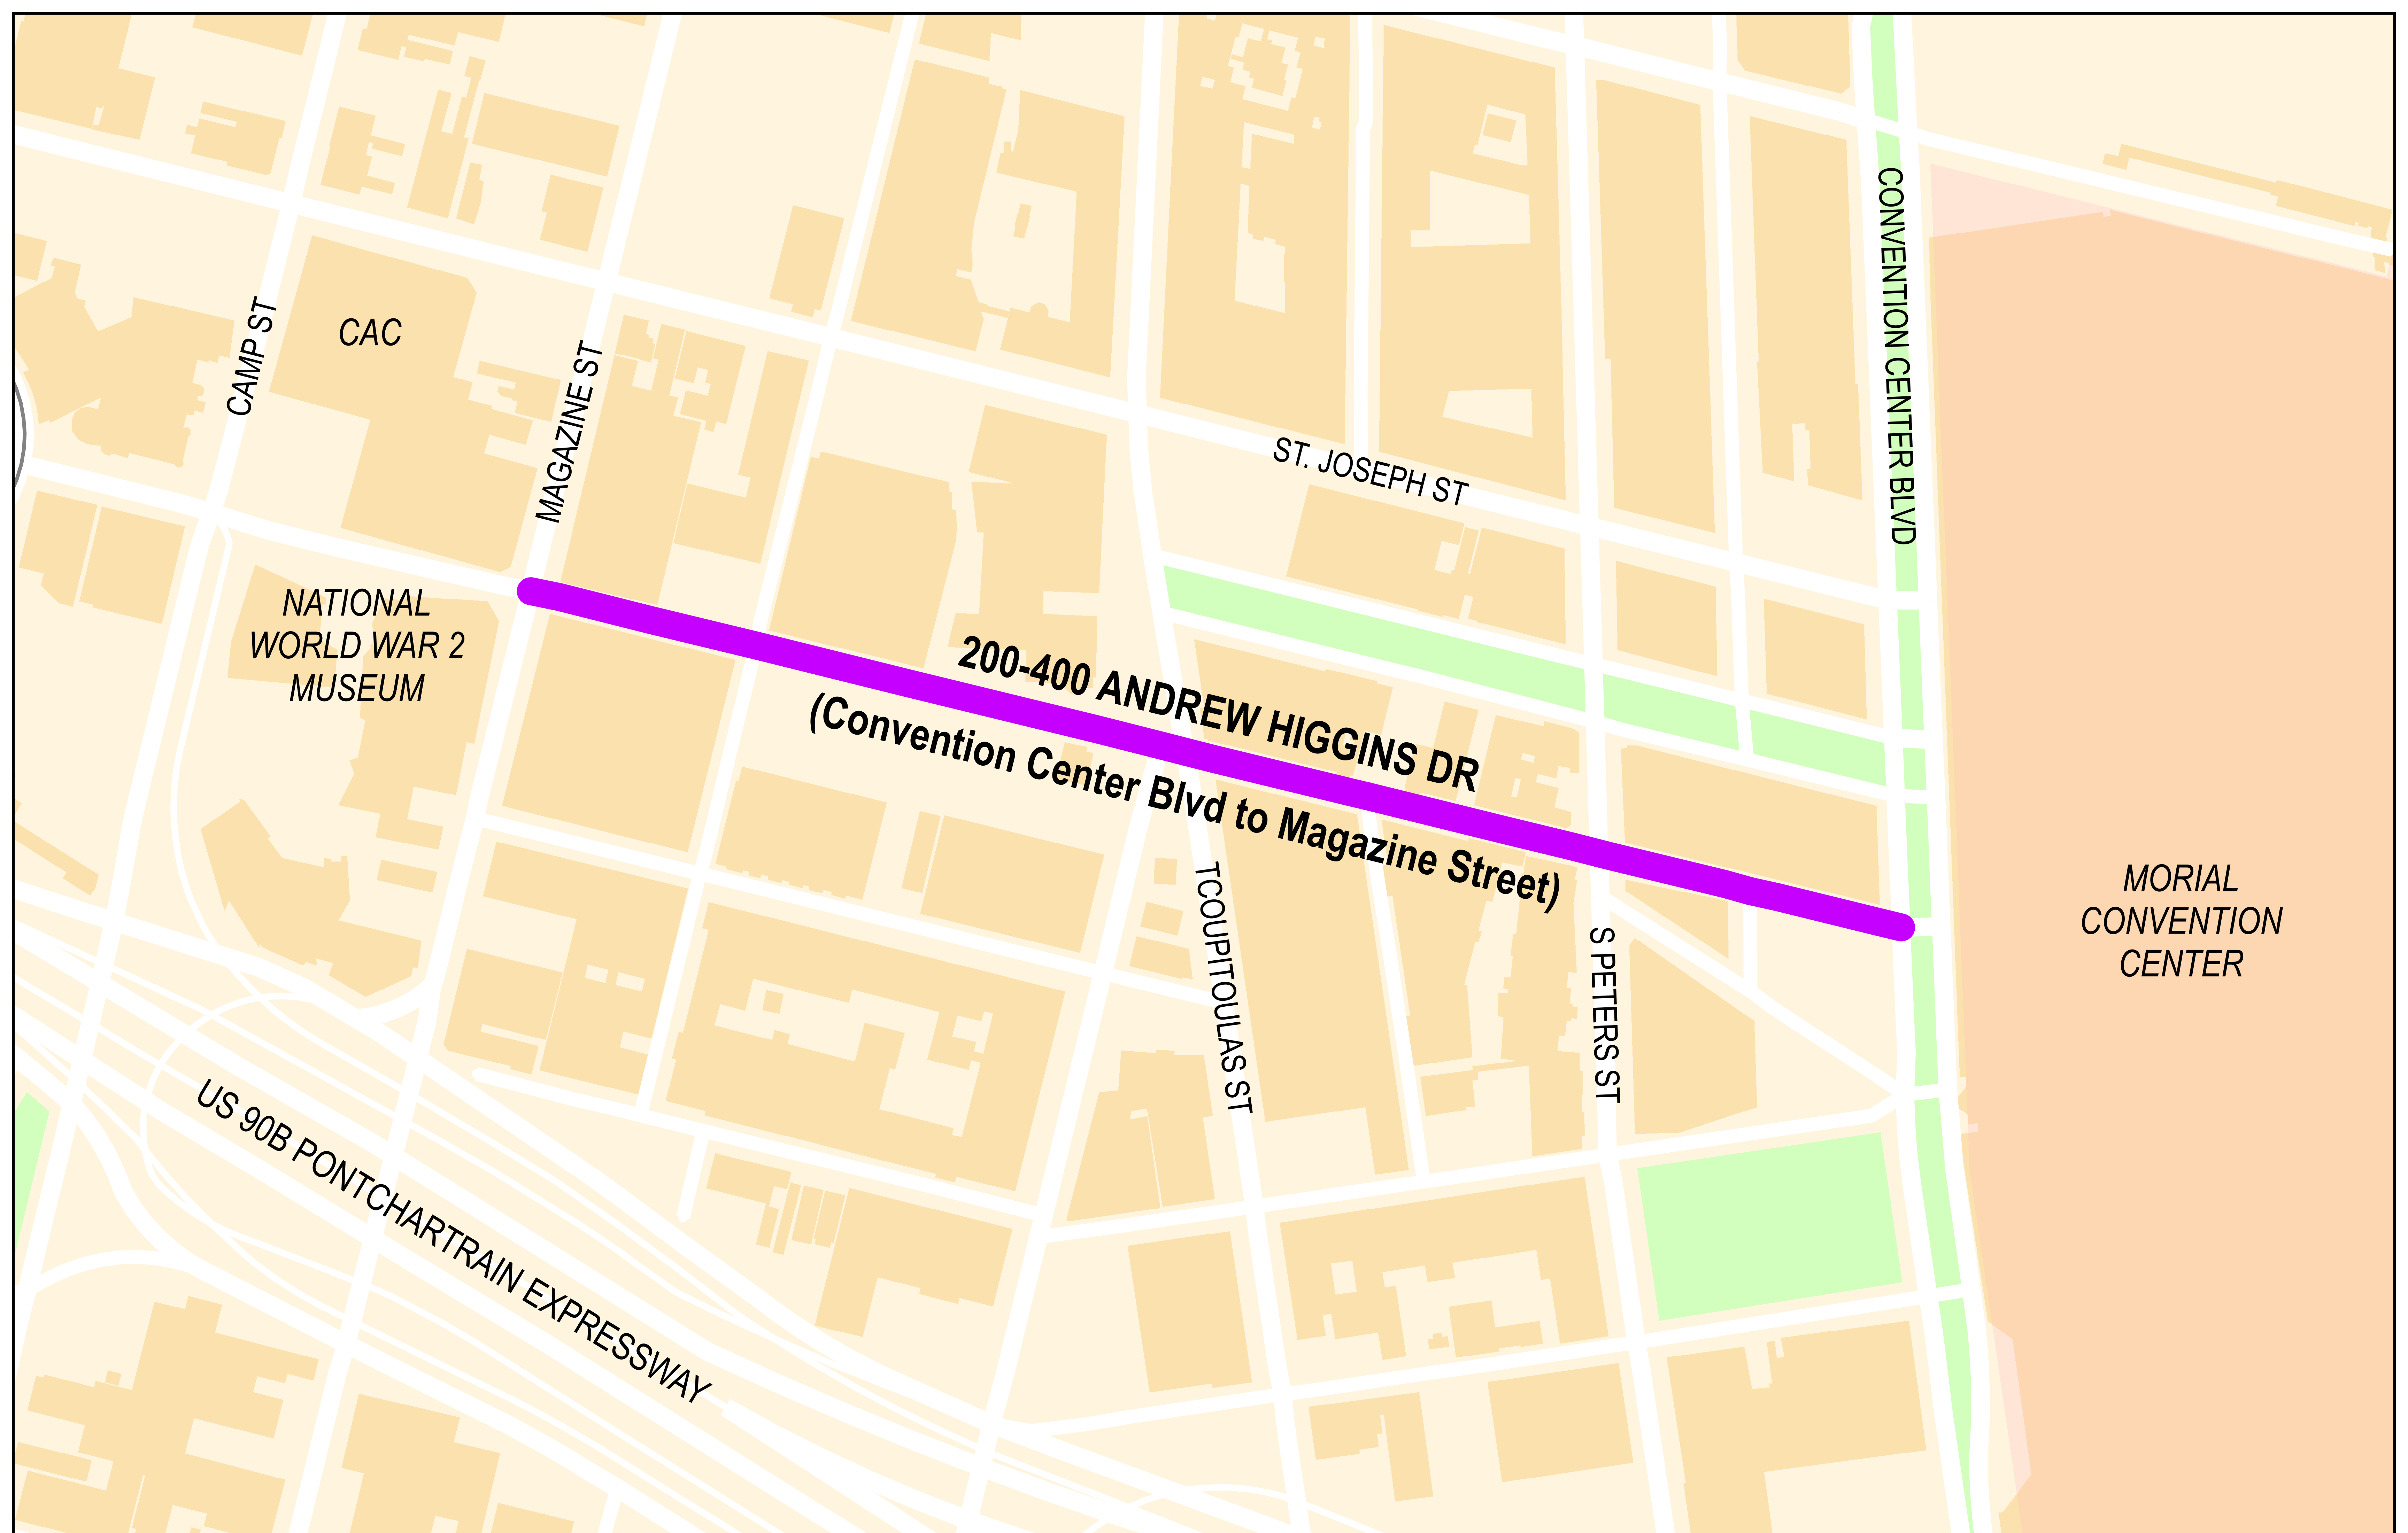 CONVENTION CENTER BLVD
CAMP ST
CAC
MAGAZINE ST
ST. JOSEPH ST
NATIONAL
WORLD WAR 2
MUSEUM
200-400 ANDREW HIGGINS DR
(Convention Center Blvd to Magazine Street)
TCOUPITOULAS ST
S PETERS ST
MORIAL
CONVENTION
CENTER
US 90B PONTCHARTRAIN EXPRESSWAY